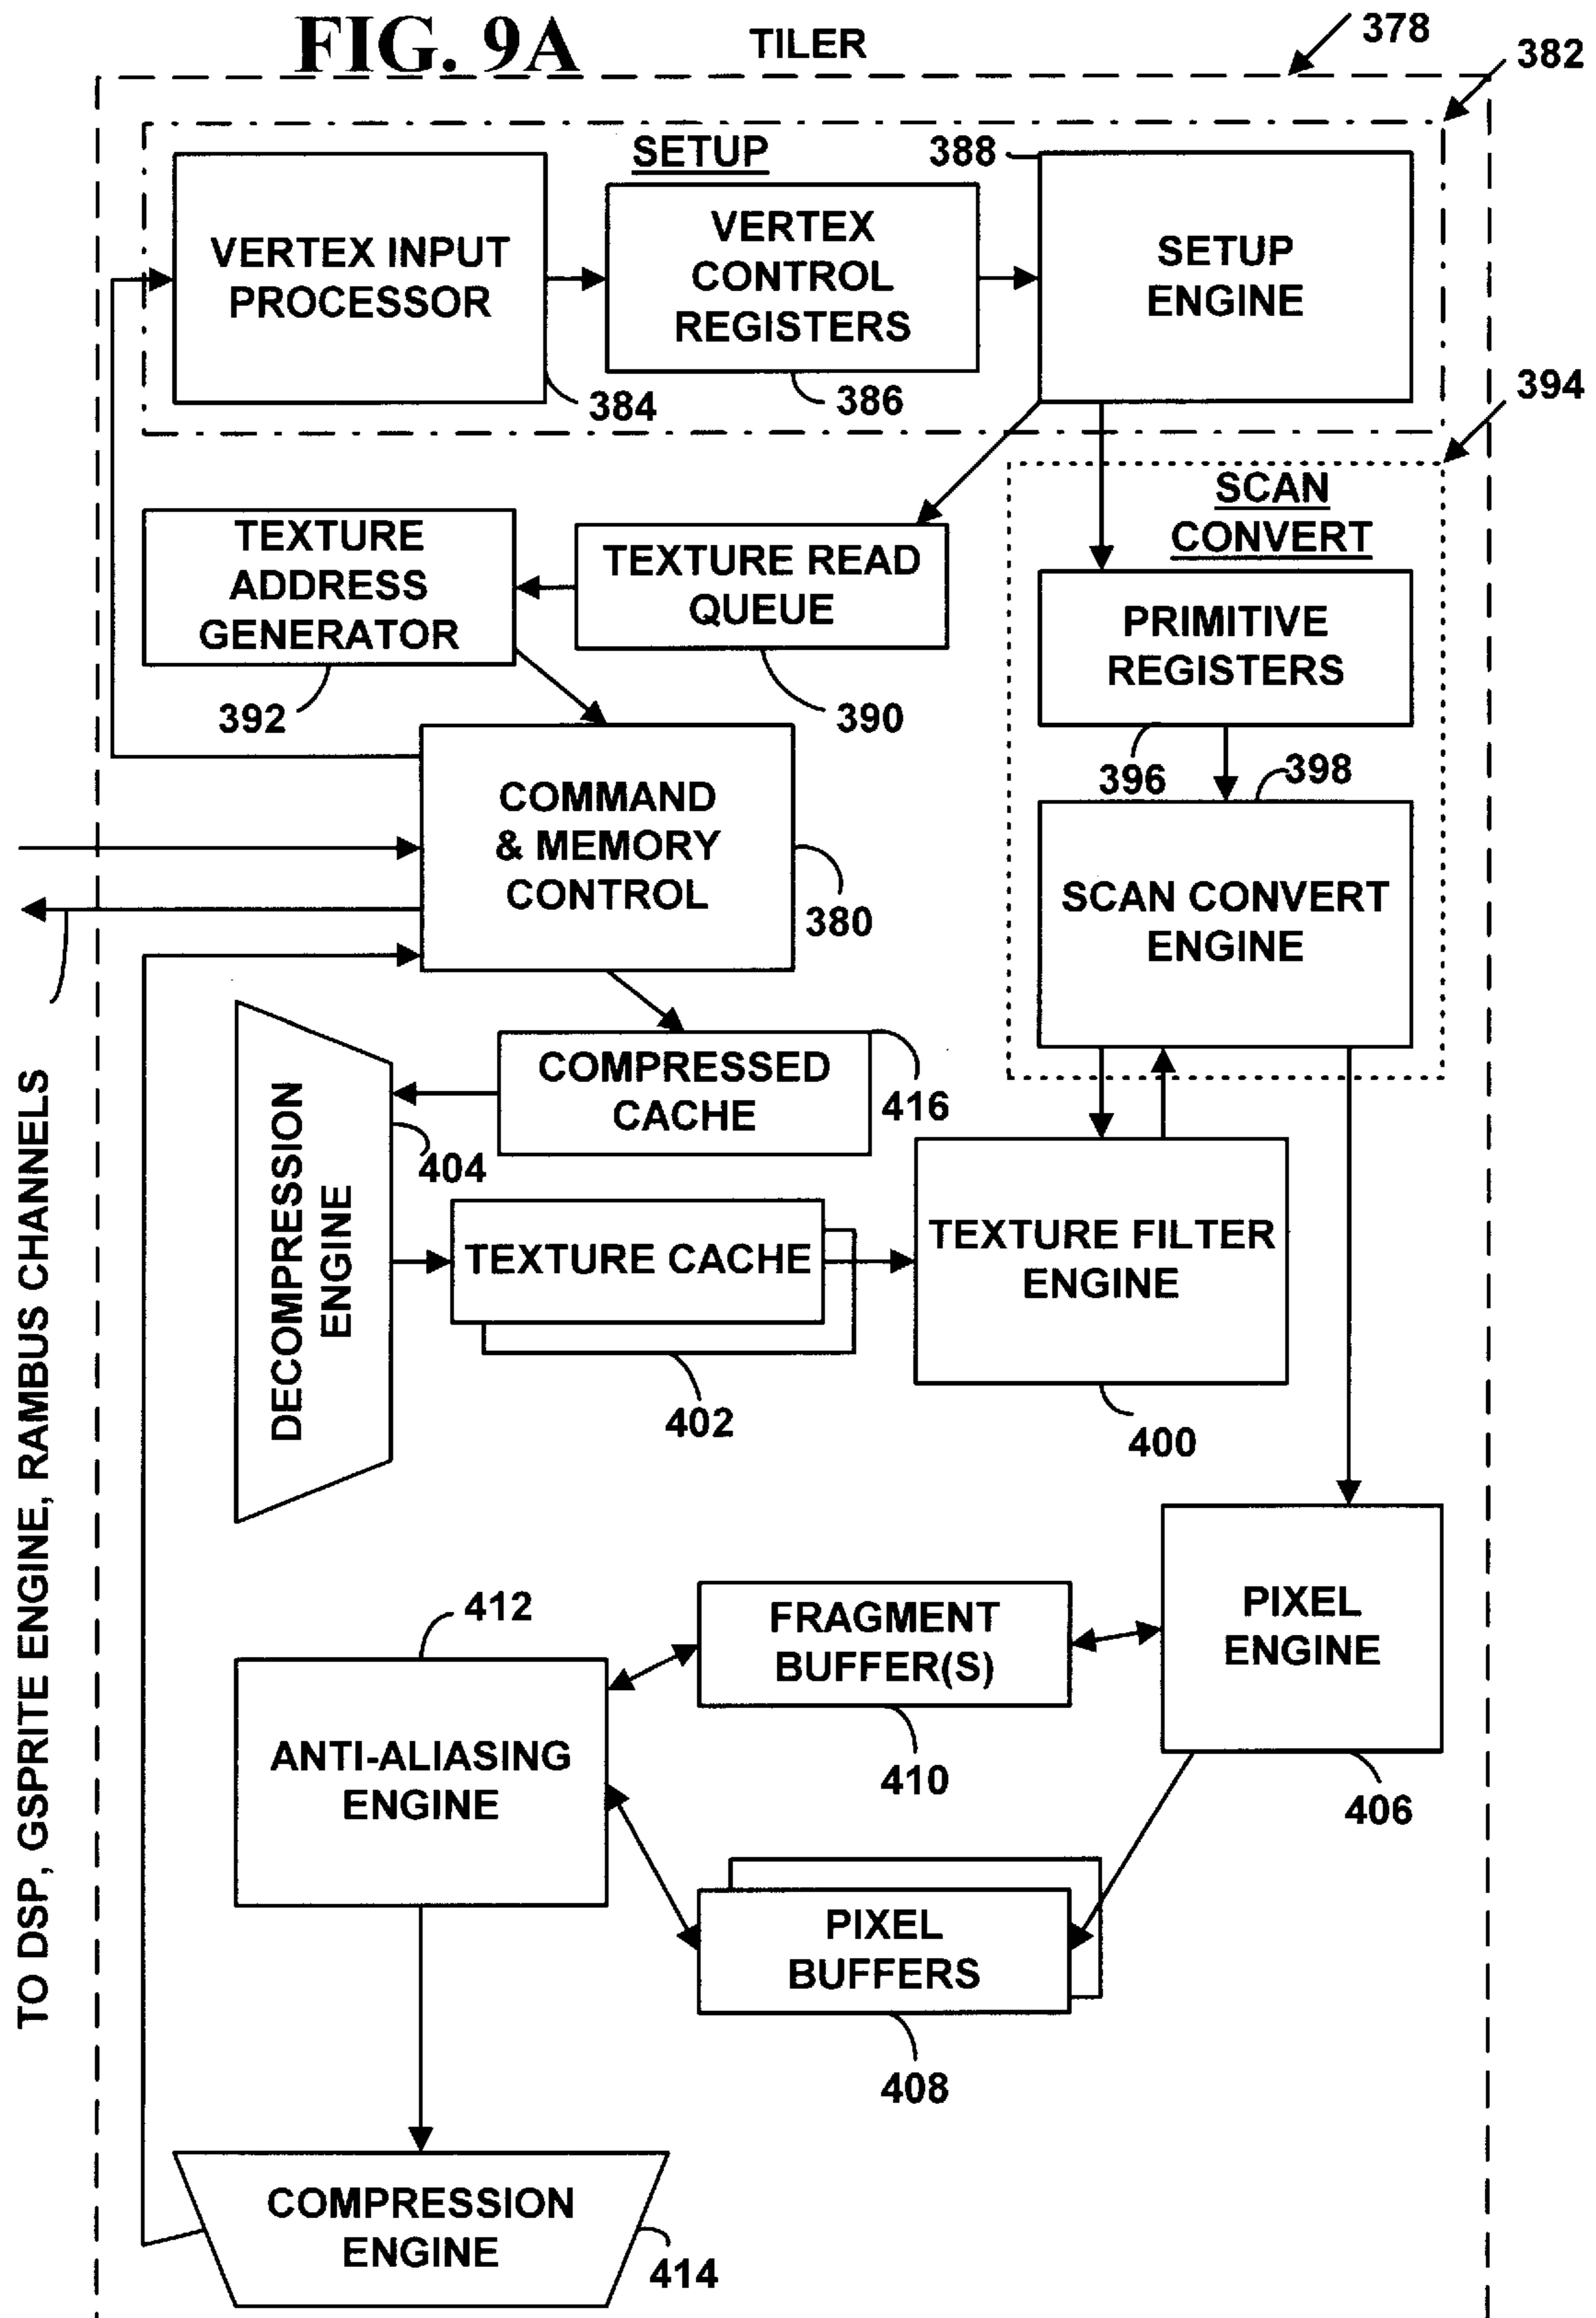 FIG. 9A
TILER
378
382
SETUP
388
VERTEX INPUT
PROCESSOR
VERTEX
CONTROL
REGISTERS
SETUP
ENGINE
384
386
394
SCAN
CONVERT
TEXTURE
ADDRESS
GENERATOR
TEXTURE READ
QUEUE
PRIMITIVE
REGISTERS
392
390
396
398
COMMAND
& MEMORY
CONTROL
380
SCAN CONVERT
ENGINE
COMPRESSED
CACHE
416
404
DECOMPRESSION
ENGINE
TEXTURE CACHE
TEXTURE FILTER
ENGINE
402
400
TO DSP, GSPRITE ENGINE, RAMBUS CHANNELS
412
FRAGMENT
BUFFER(S)
PIXEL
ENGINE
ANTI-ALIASING
ENGINE
410
406
PIXEL
BUFFERS
408
COMPRESSION
ENGINE
414